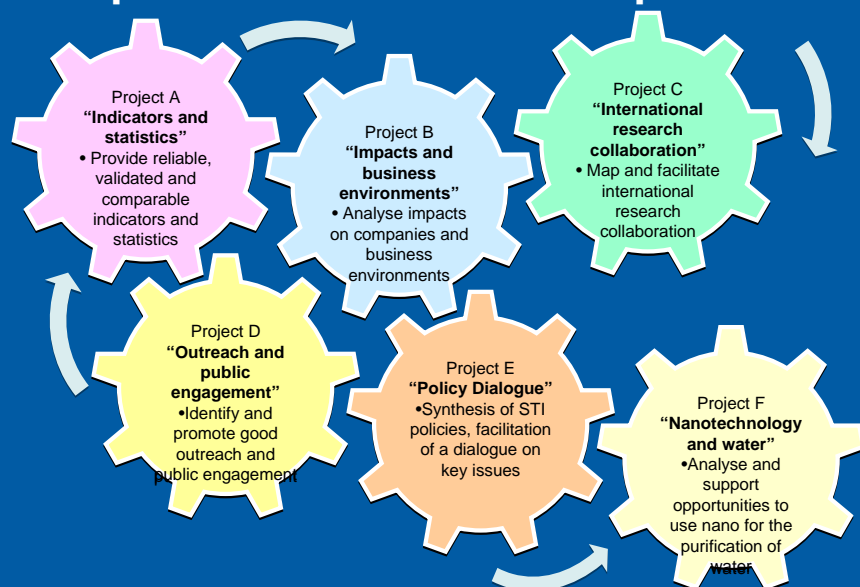 Project A
“Indicators and
statistics”
• Provide reliable,
validated and
comparable
indicators and
statistics
Project B
“Impacts and
business
environments”
• Analyse impacts
on companies and
business
environments
Project C
“International
research
collaboration”
• Map and facilitate
international
research
collaboration
Project D
“Outreach and
public
engagement”
•Identify and
promote good
outreach and
public engagement
Project E
“Policy Dialogue”
•Synthesis of STI
policies, facilitation
of a dialogue on
key issues
Project F
“Nanotechnology
and water”
•Analyse and
support
opportunities to
use nano for the
purification of
water